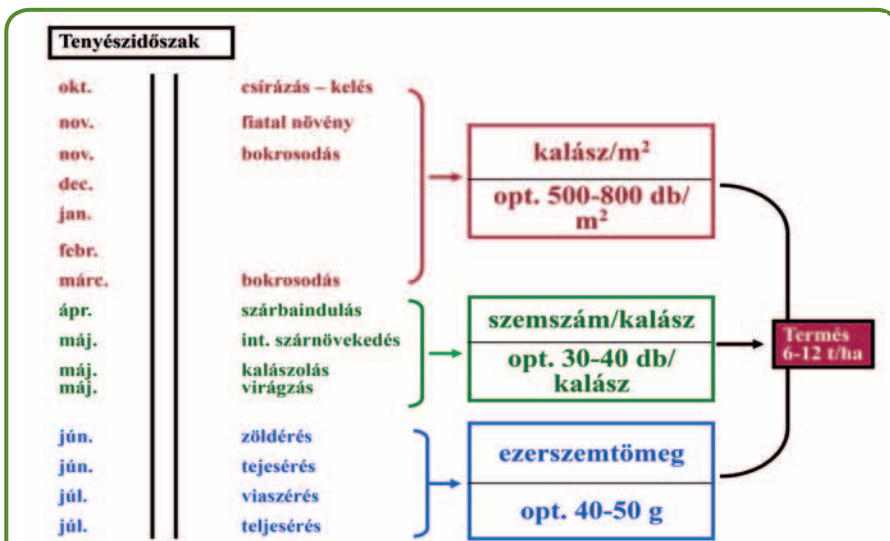 Tenyészidőszak
okt. csírázás – kelés
nov. fiatal növény
nov. bokrosodás
dec.
jan.
febr.
márc. bokrosodás
kalász/m²
opt. 500-800 db/
m²
ápr. szárbaindulás
máj. int. szárnövekedés
máj. kalászolás
máj. virágzás
szemszám/kalász
opt. 30-40 db/
kalász
Termés
6-12 t/ha
jún. zöldérés
jún. tejesérés
júl. viaszérés
júl. teljesérés
ezerszemtömeg
opt. 40-50 g